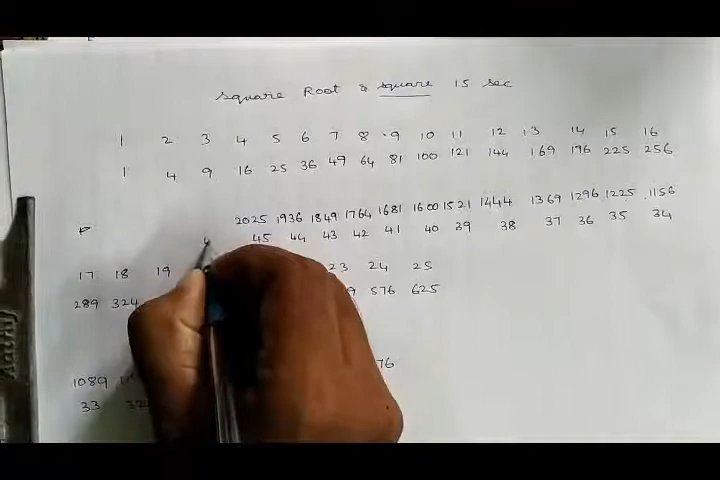 Square Root & Square 15 sec
1 2 3 4 5 6 7 8 9 10 11 12 13 14 15 16
1 4 9 16 25 36 49 64 81 100 121 144 169 196 225 256
2025 1936 1849 1764 1681 1600 1521 1444 1369 1296 1225 1156
45 44 43 42 41 40 39 38 37 36 35 34
17 18 19 23 24 25
289 324 576 625
1089 76
33